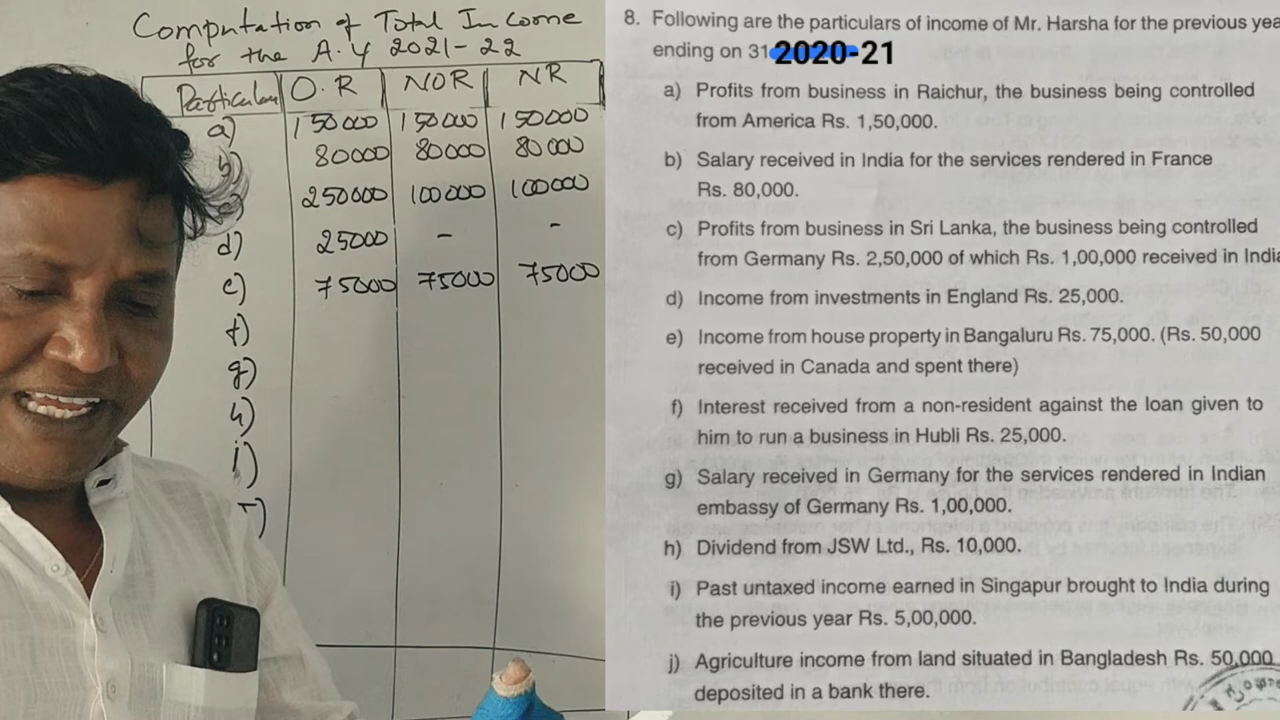 Computation of Total Income
for the A.Y 2021-22
Particulars O.R NOR NR
a) 150000 150000 150000
b) 80000 80000 80000
250000 100000 100000
d) 25000 - -
e) 75000 75000 75000
f)
g)
h)
i)
8. Following are the particulars of income of Mr. Harsha for the previous yea
ending on 31 2020-21
a) Profits from business in Raichur, the business being controlled
from America Rs. 1,50,000.
b) Salary received in India for the services rendered in France
Rs. 80,000.
c) Profits from business in Sri Lanka, the business being controlled
from Germany Rs. 2,50,000 of which Rs. 1,00,000 received in India
d) Income from investments in England Rs. 25,000.
e) Income from house property in Bangaluru Rs. 75,000. (Rs. 50,000
received in Canada and spent there)
f) Interest received from a non-resident against the loan given to
him to run a business in Hubli Rs. 25,000.
g) Salary received in Germany for the services rendered in Indian
embassy of Germany Rs. 1,00,000.
h) Dividend from JSW Ltd., Rs. 10,000.
i) Past untaxed income earned in Singapur brought to India during
the previous year Rs. 5,00,000.
j) Agriculture income from land situated in Bangladesh Rs. 50,000
deposited in a bank there.